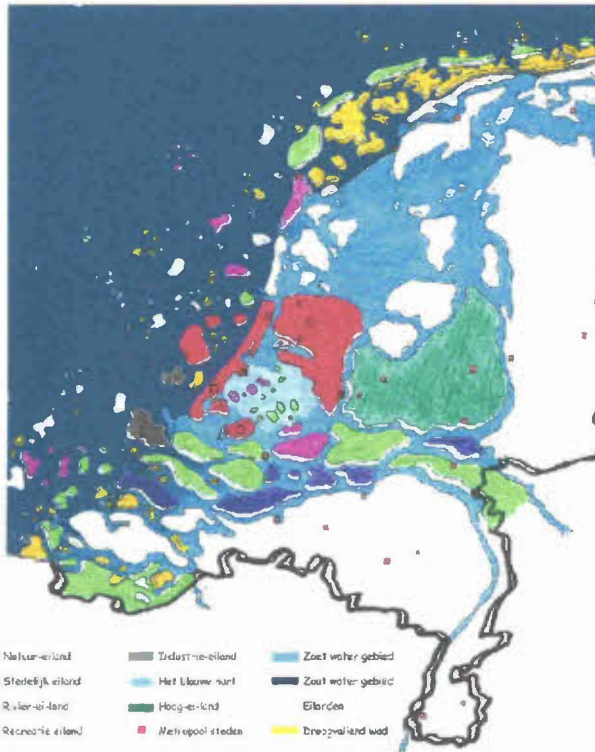 Natuur-eiland
Stedelijk eiland
Rivier-eiland
Recreatie eiland
Industrie-eiland
Het blauwe hart
Hoog-eiland
Metropool steden
Zoet water gebied
Zout water gebied
Eilanden
Droogvallend wad